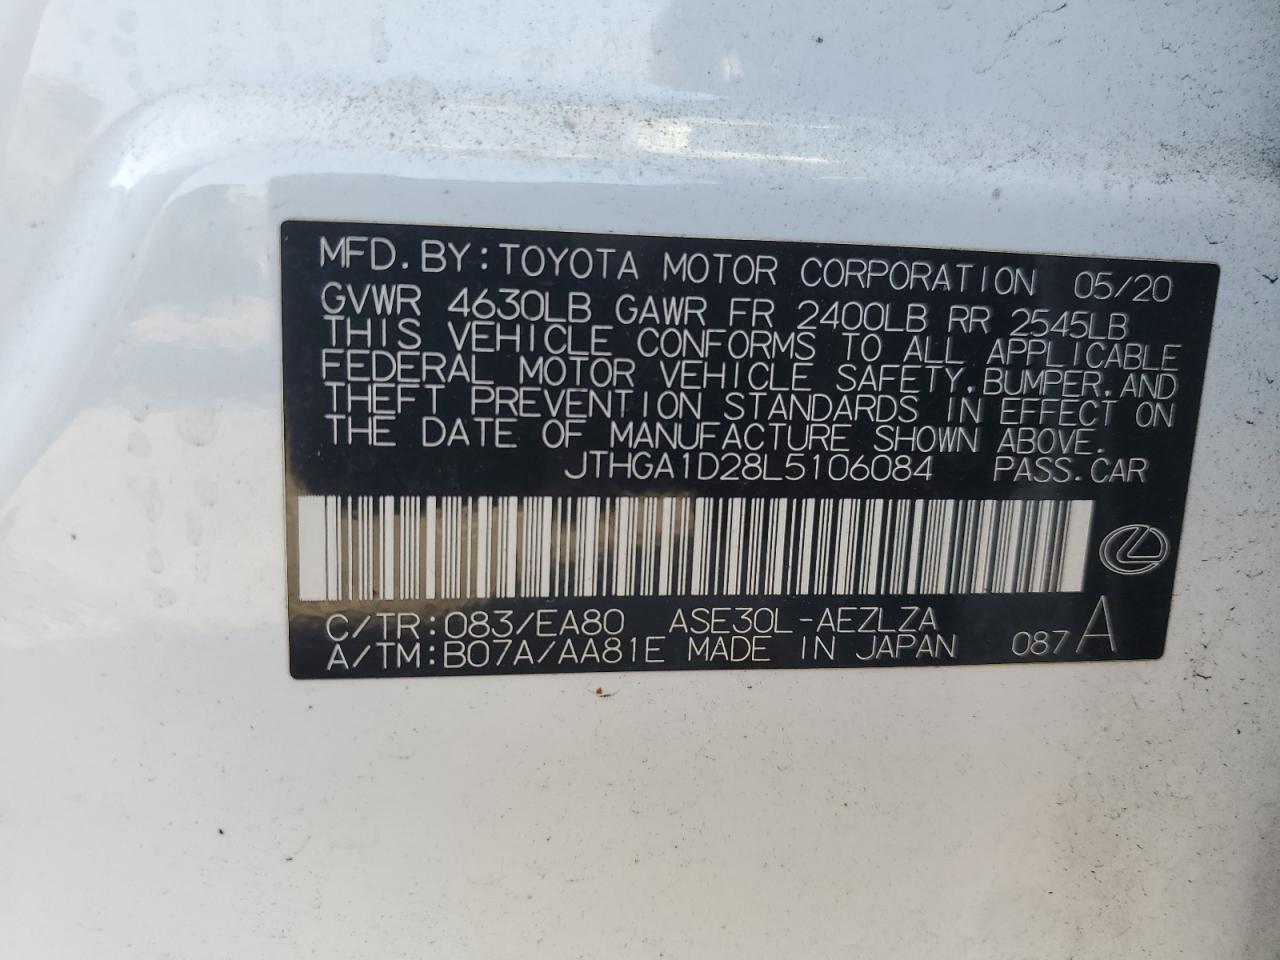 MFD.BY:TOYOTA MOTOR CORPORATION 05/20
GVWR 4630LB GAWR FR 2400LB RR 2545LB
THIS VEHICLE CONFORMS TO ALL APPLICABLE
FEDERAL MOTOR VEHICLE SAFETY,BUMPER,AND
THEFT PREVENTION STANDARDS IN EFFECT ON
THE DATE OF MANUFACTURE SHOWN ABOVE.
JTHGA1D28L5106084 PASS.CAR
C/TR:083/EA80 ASE30L-AEZLZA
A/TM:B07A/AA81E MADE IN JAPAN 087A